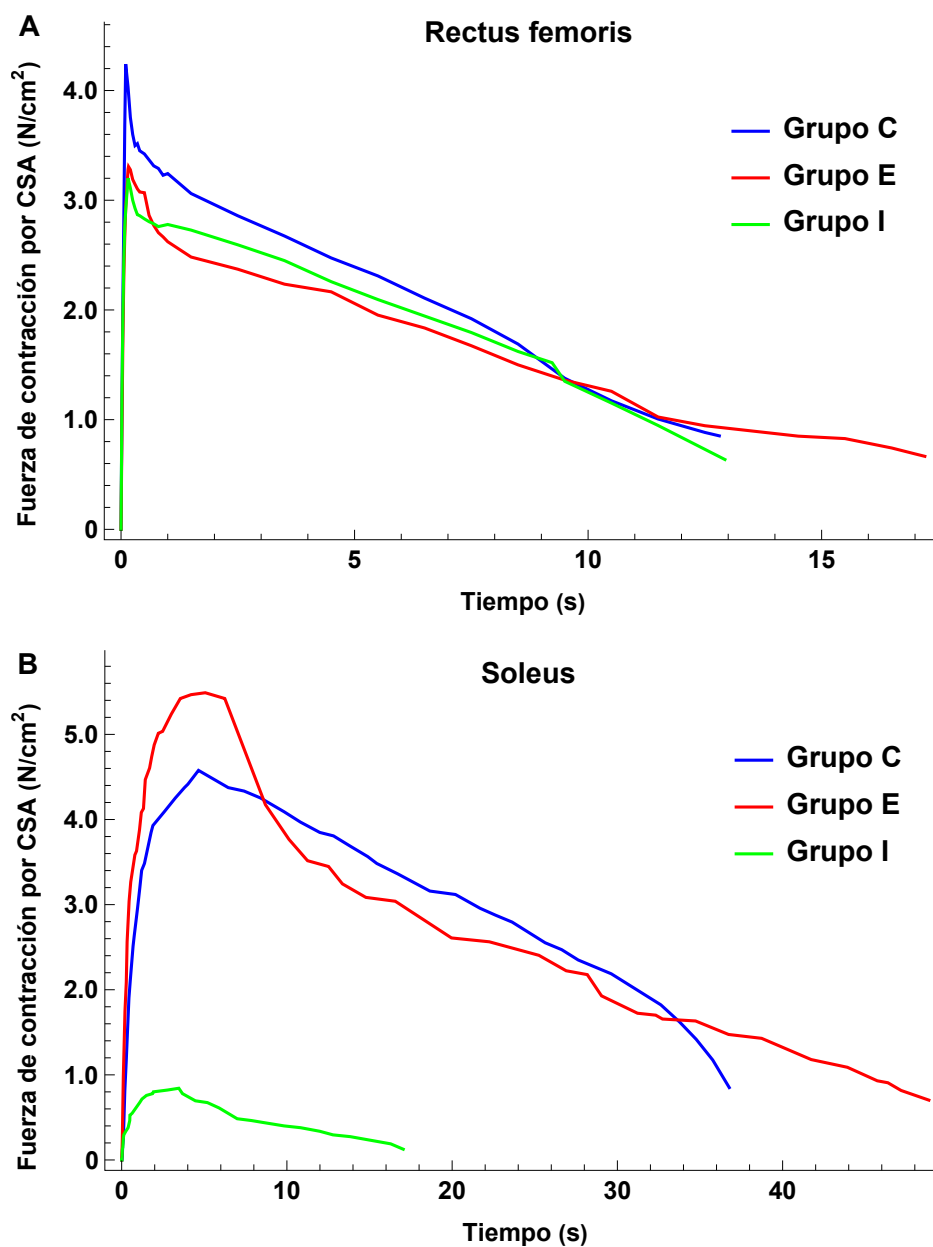 A
Rectus femoris
Fuerza de contracción por CSA (N/cm²)
4.0
3.0
2.0
1.0
0
Grupo C
Grupo E
Grupo I
0 5 10 15
Tiempo (s)
B
Soleus
Fuerza de contracción por CSA (N/cm²)
5.0
4.0
3.0
2.0
1.0
0
Grupo C
Grupo E
Grupo I
0 10 20 30 40
Tiempo (s)